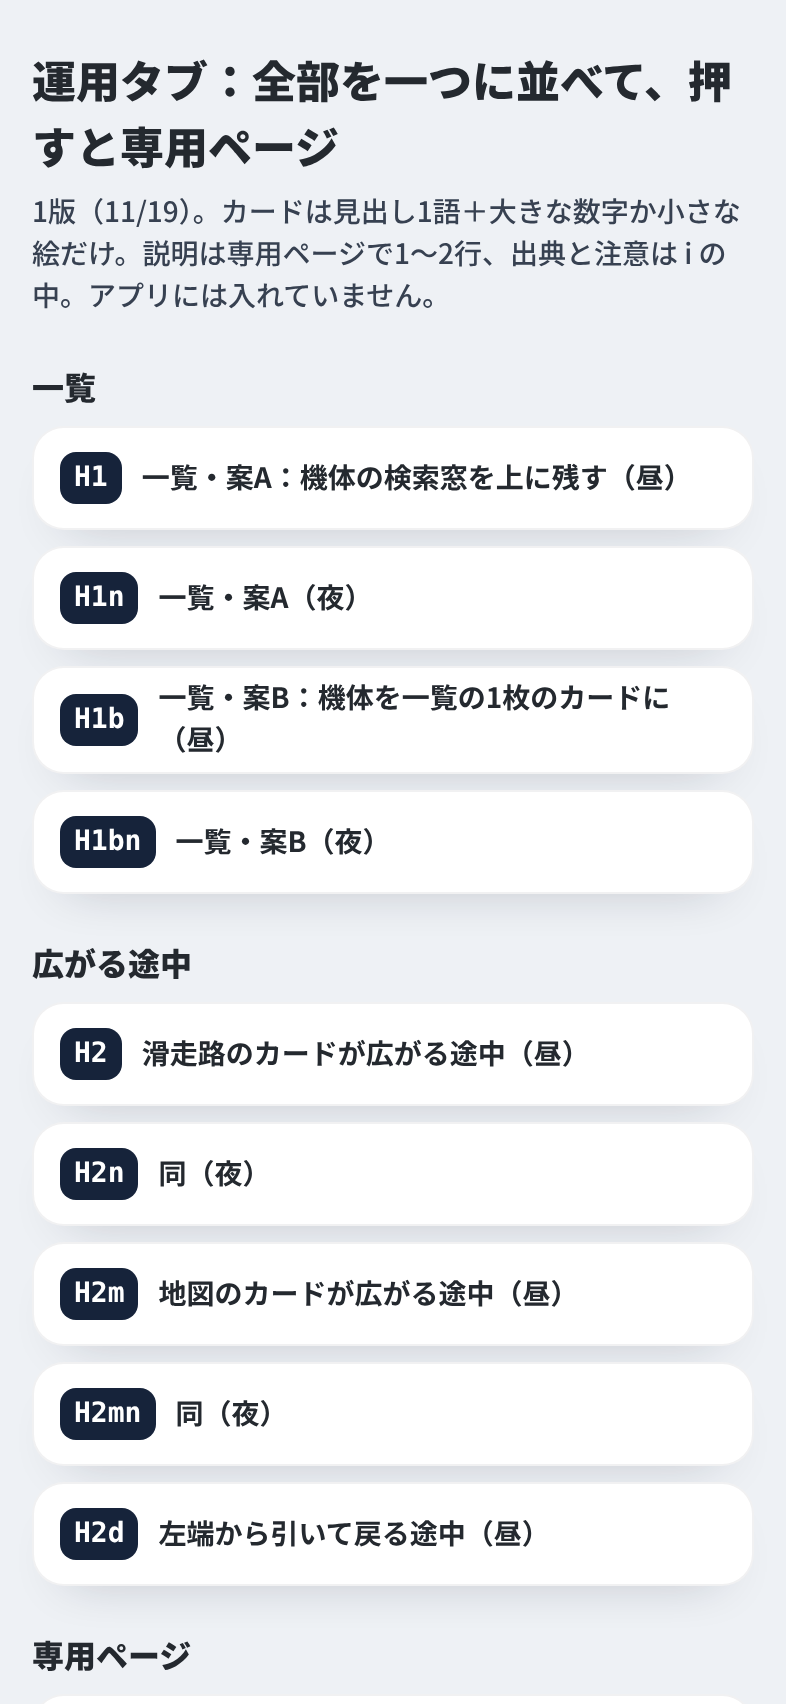 運用タブ：全部を一つに並べて、押
すと専用ページ
1版（11/19）。カードは見出し1語＋大きな数字か小さな
絵だけ。説明は専用ページで1〜2行、出典と注意は i の
中。アプリには入れていません。
一覧
H1 一覧・案A：機体の検索窓を上に残す（昼）
H1n 一覧・案A（夜）
H1b 一覧・案B：機体を一覧の1枚のカードに
（昼）
H1bn 一覧・案B（夜）
広がる途中
H2 滑走路のカードが広がる途中（昼）
H2n 同（夜）
H2m 地図のカードが広がる途中（昼）
H2mn 同（夜）
H2d 左端から引いて戻る途中（昼）
専用ページ